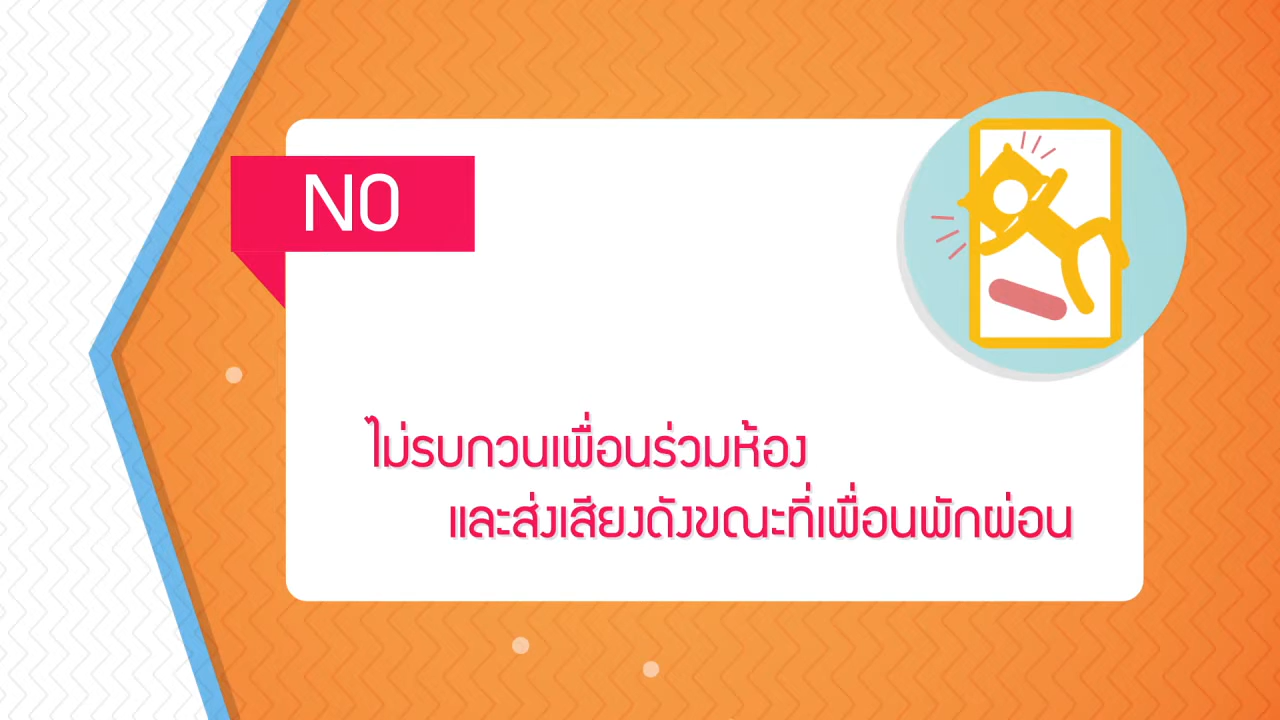 NO
ไม่รบกวนเพื่อนร่วมห้อง
และส่งเสียงดังขณะที่เพื่อนพักผ่อน